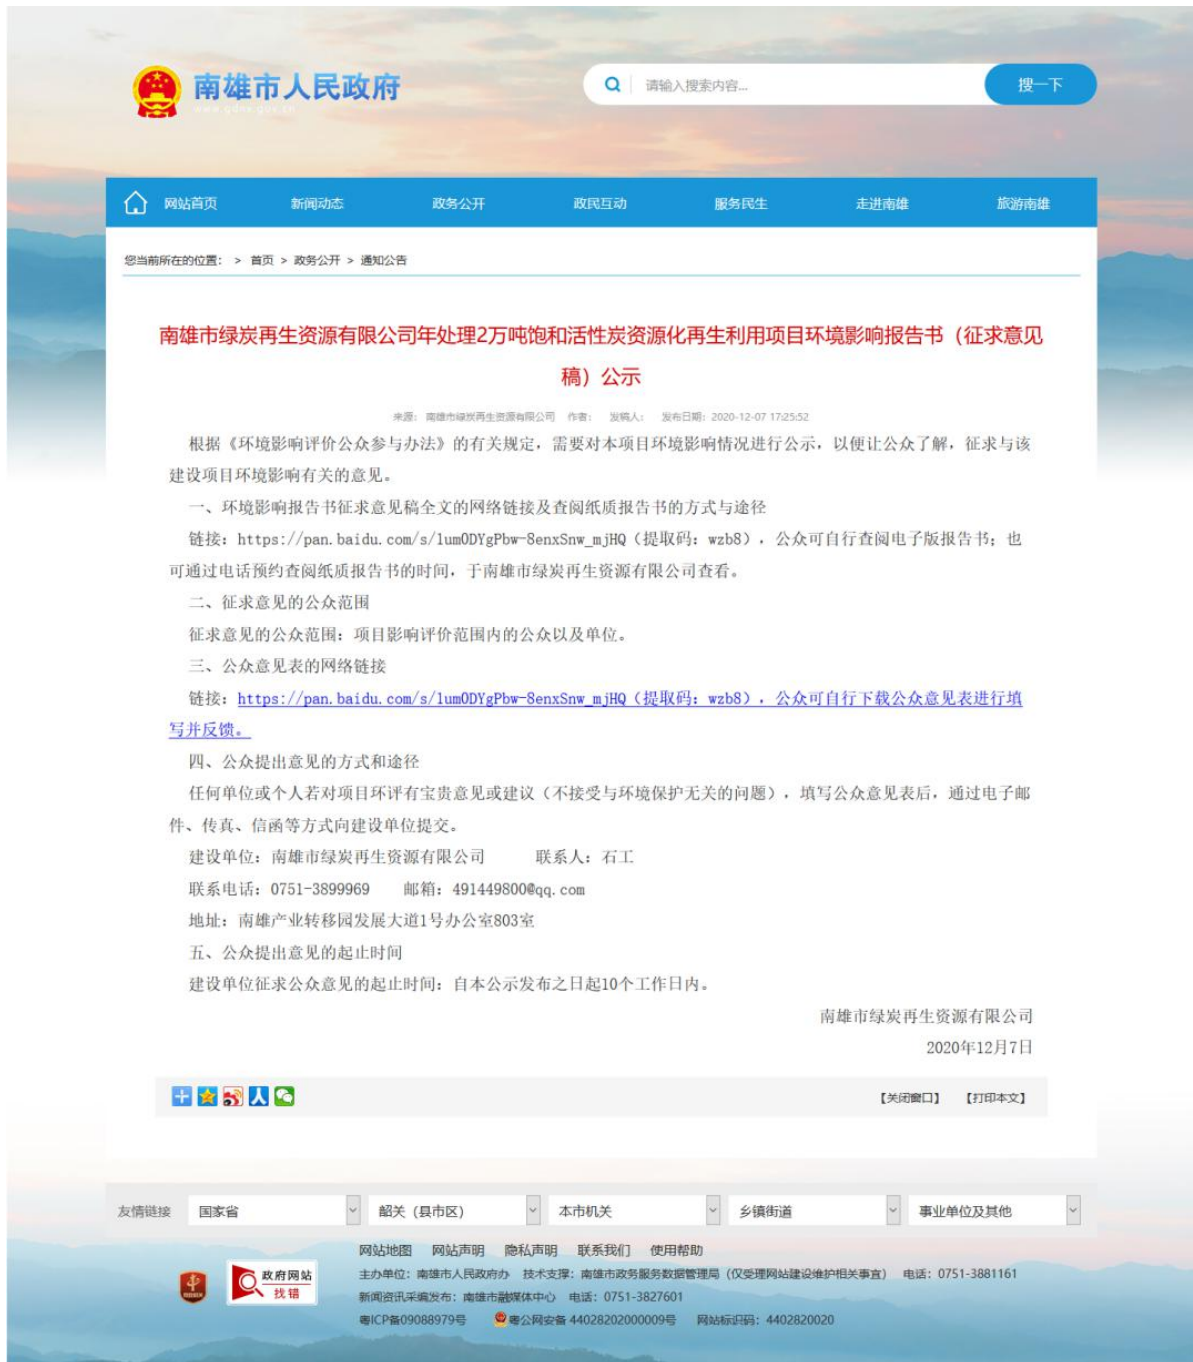 南雄市人民政府
请输入搜索内容...
搜一下
网站首页 新闻动态 政务公开 政民互动 服务民生 走进南雄 旅游南雄
您当前所在的位置： > 首页 > 政务公开 > 通知公告
南雄市绿炭再生资源有限公司年处理2万吨饱和活性炭资源化再生利用项目环境影响报告书（征求意见
稿）公示
来源： 南雄市绿炭再生资源有限公司 作者： 发稿人： 发布日期：2020-12-07 17:25:52
根据《环境影响评价公众参与办法》的有关规定，需要对本项目环境影响情况进行公示，以便让公众了解，征求与该
建设项目环境影响有关的意见。
一、环境影响报告书征求意见稿全文的网络链接及查阅纸质报告书的方式与途径
链接：https://pan.baidu.com/s/1um0DYgPbw-8enxSnw_mjHQ（提取码：wzb8），公众可自行查阅电子版报告书；也
可通过电话预约查阅纸质报告书的时间，于南雄市绿炭再生资源有限公司查看。
二、征求意见的公众范围
征求意见的公众范围：项目影响评价范围内的公众以及单位。
三、公众意见表的网络链接
链接：https://pan.baidu.com/s/1um0DYgPbw-8enxSnw_mjHQ（提取码：wzb8），公众可自行下载公众意见表进行填
写并反馈。
四、公众提出意见的方式和途径
任何单位或个人若对项目环评有宝贵意见或建议（不接受与环境保护无关的问题），填写公众意见表后，通过电子邮
件、传真、信函等方式向建设单位提交。
建设单位：南雄市绿炭再生资源有限公司 联系人：石工
联系电话：0751-3899969 邮箱：491449800@qq.com
地址：南雄产业转移园发展大道1号办公室803室
五、公众提出意见的起止时间
建设单位征求公众意见的起止时间：自本公示发布之日起10个工作日内。
南雄市绿炭再生资源有限公司
2020年12月7日
【关闭窗口】 【打印本文】
友情链接 国家省 韶关（县市区） 本市机关 乡镇街道 事业单位及其他
网站地图 网站声明 隐私声明 联系我们 使用帮助
政府网站
找错
主办单位：南雄市人民政府办 技术支撑：南雄市政务服务数据管理局（仅受理网站建设维护相关事宜） 电话：0751-3881161
新闻资讯采编发布：南雄市融媒体中心 电话：0751-3827601
粤ICP备09088979号 粤公网安备 44028202000009号 网站标识码：4402820020